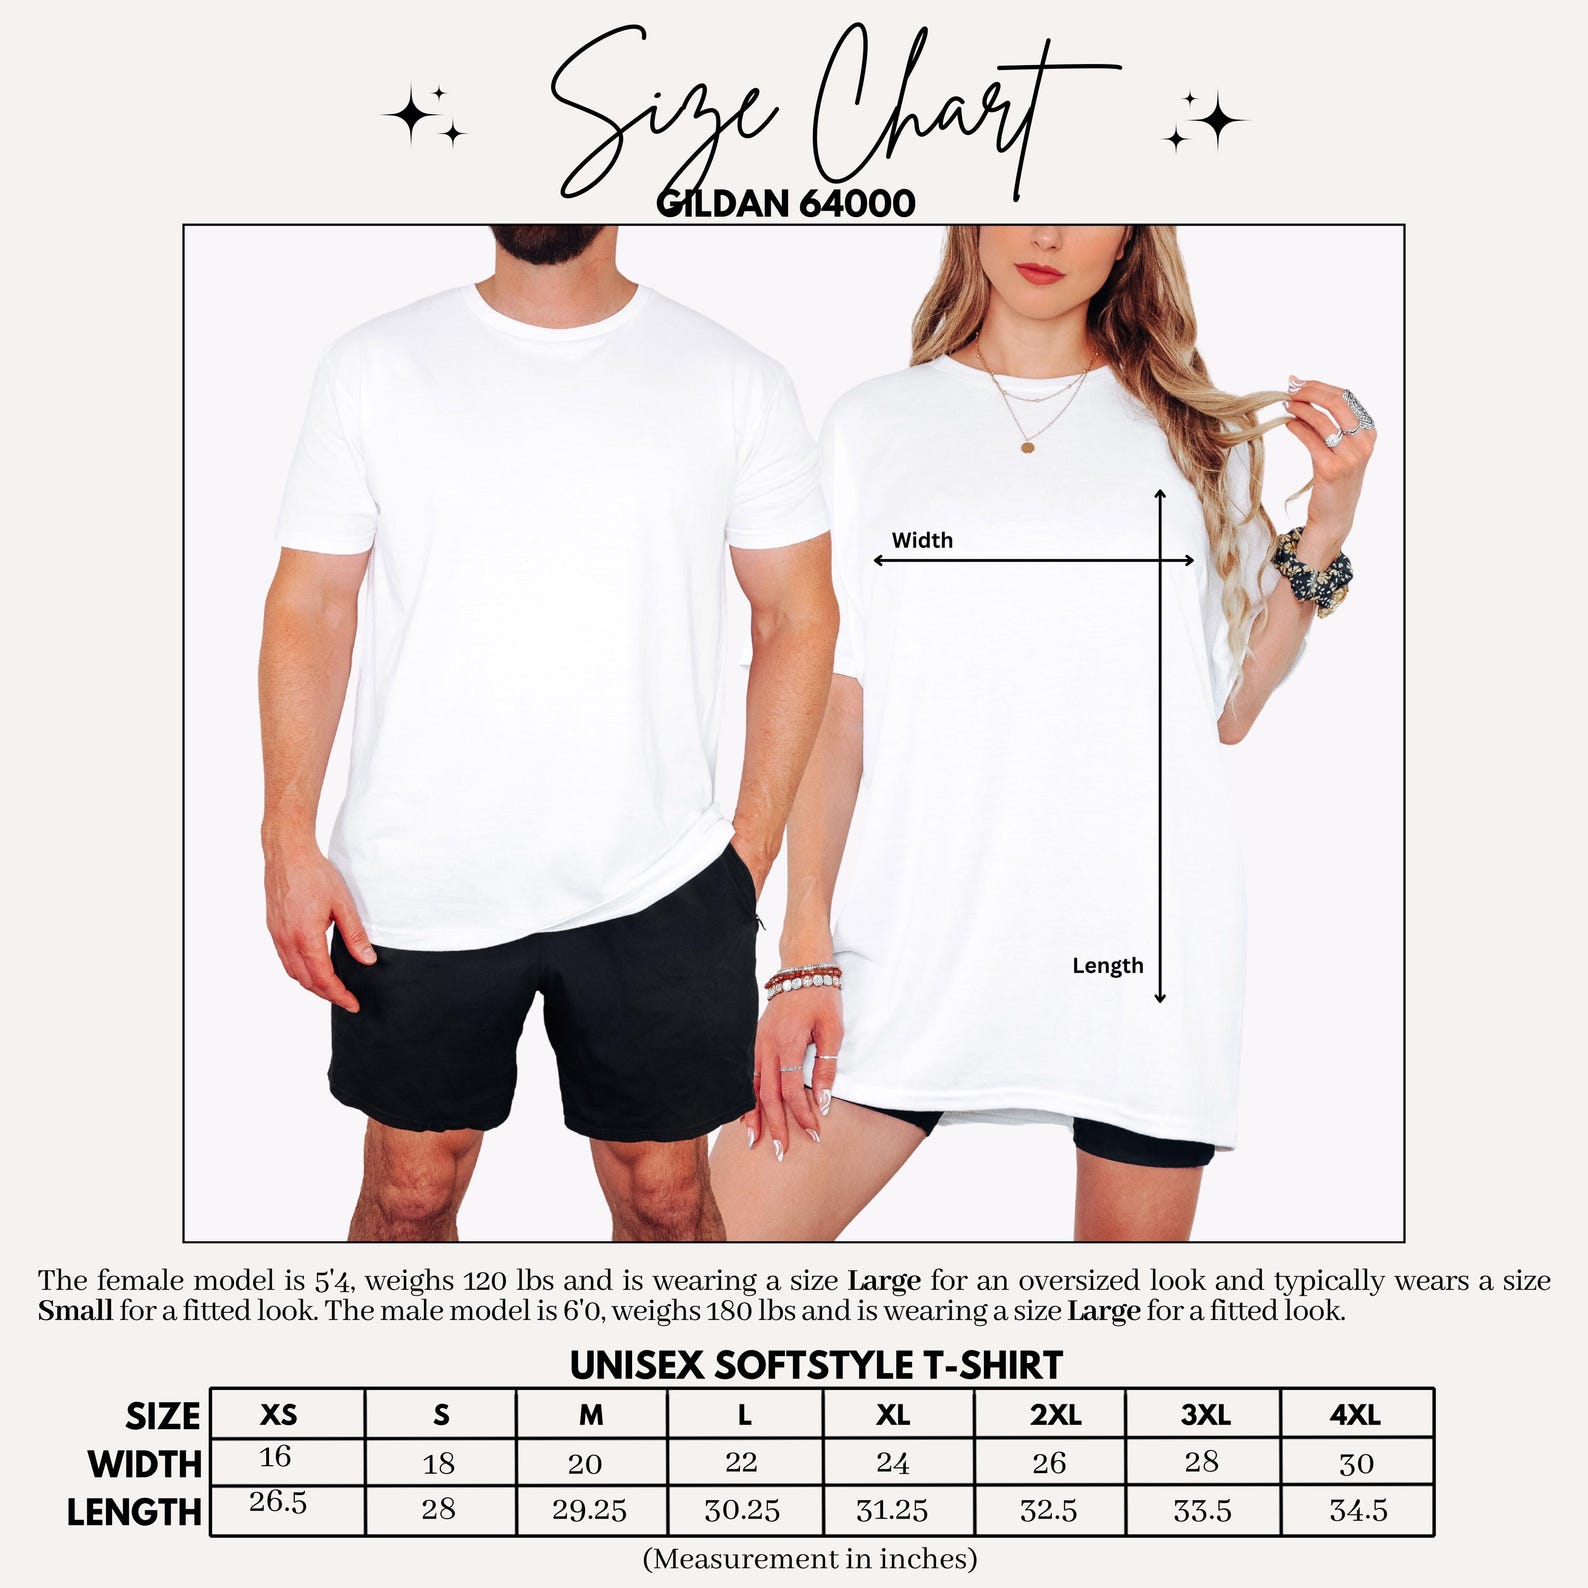 Size Chart
GILDAN 64000
Width
Length
The female model is 5'4, weighs 120 lbs and is wearing a size Large for an oversized look and typically wears a size
Small for a fitted look. The male model is 6'0, weighs 180 lbs and is wearing a size Large for a fitted look.
UNISEX SOFTSTYLE T-SHIRT
SIZE XS S M L XL 2XL 3XL 4XL
WIDTH 16 18 20 22 24 26 28 30
LENGTH 26.5 28 29.25 30.25 31.25 32.5 33.5 34.5
(Measurement in inches)